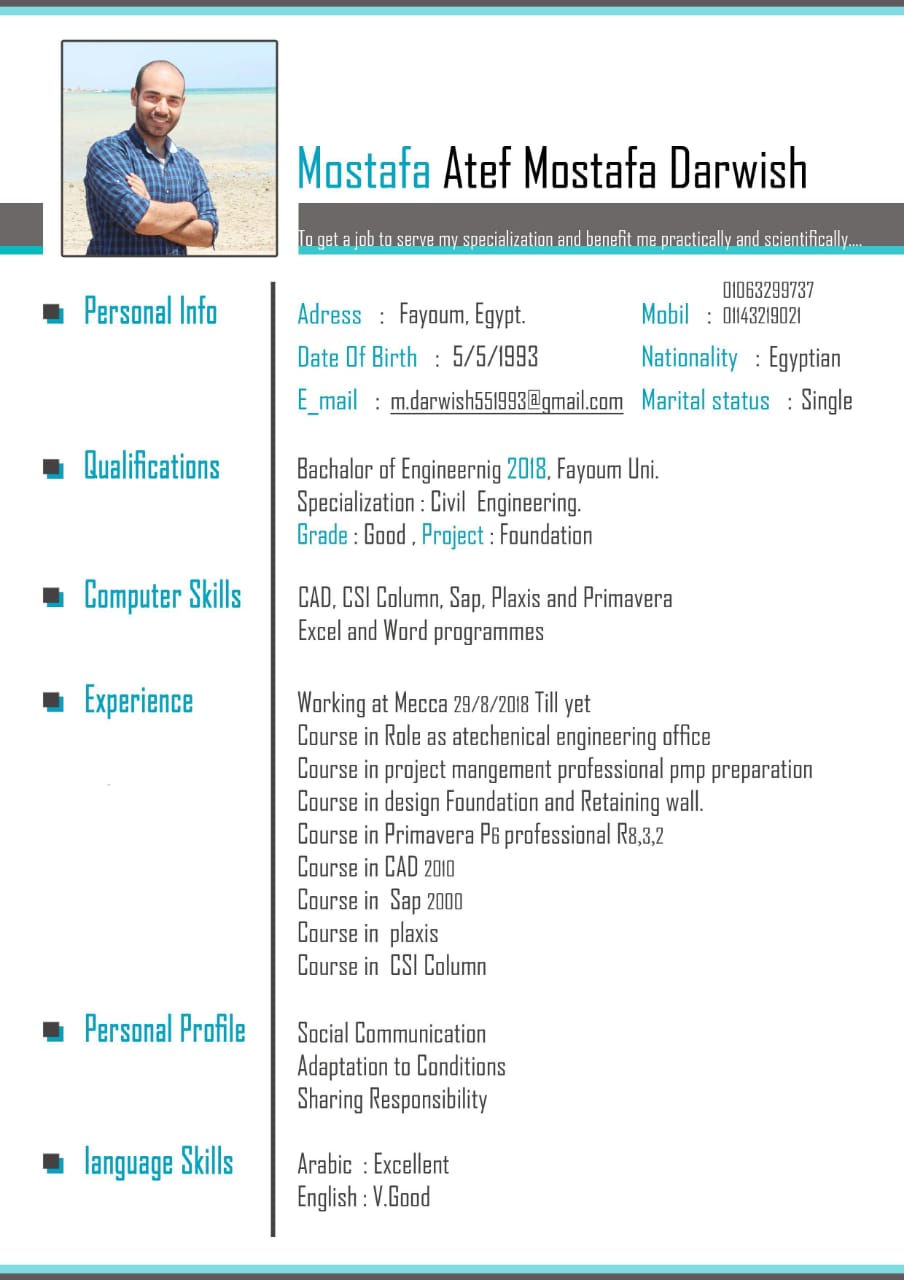 Mostafa Atef Mostafa Darwish
To get a job to serve my specialization and benefit me practically and scientifically....
Personal Info
Adress : Fayoum, Egypt.
Mobil : 01063299737
01143219021
Date Of Birth : 5/5/1993
Nationality : Egyptian
E_mail : m.darwish551993@gmail.com
Marital status : Single
Qualifications
Bachalor of Engineernig 2018, Fayoum Uni.
Specialization : Civil Engineering.
Grade : Good , Project : Foundation
Computer Skills
CAD, CSI Column, Sap, Plaxis and Primavera
Excel and Word programmes
Experience
Working at Mecca 29/8/2018 Till yet
Course in Role as atechenical engineering office
Course in project mangement professional pmp preparation
Course in design Foundation and Retaining wall.
Course in Primavera P6 professional R8,3,2
Course in CAD 2010
Course in Sap 2000
Course in plaxis
Course in CSI Column
Personal Profile
Social Communication
Adaptation to Conditions
Sharing Responsibility
language Skills
Arabic : Excellent
English : V.Good